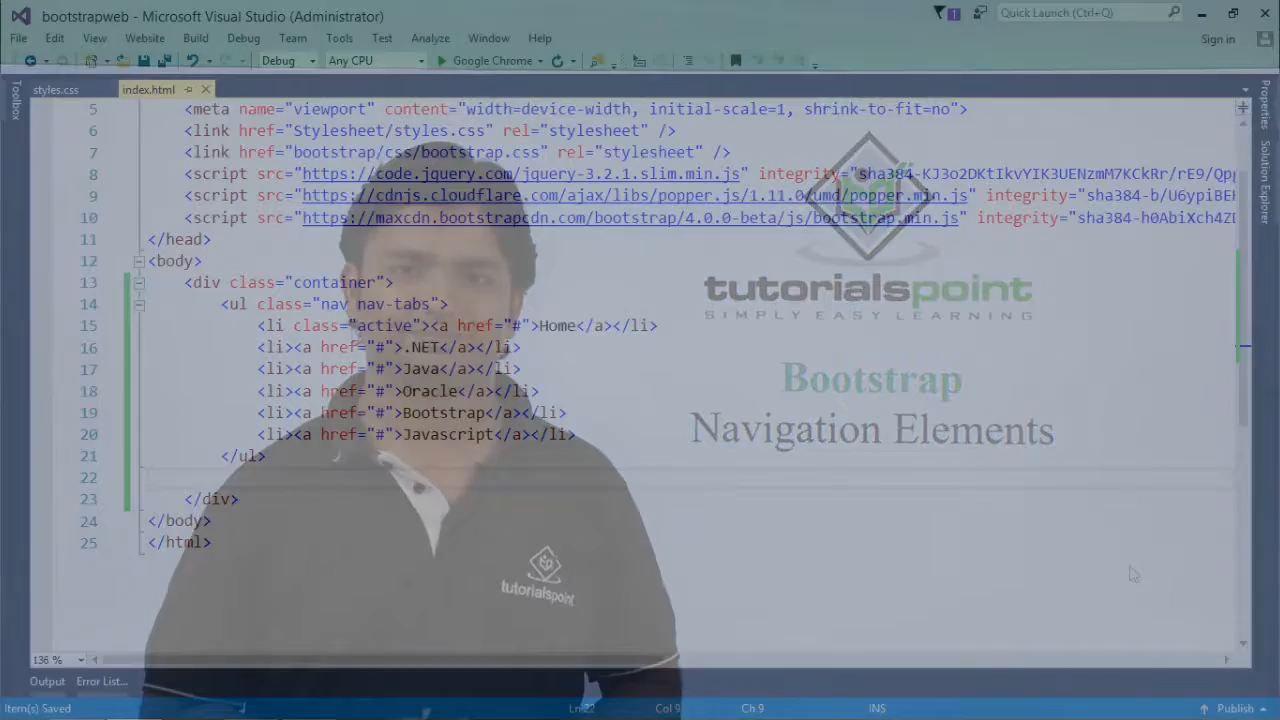 bootstrapweb - Microsoft Visual Studio (Administrator)
1
Quick Launch (Ctrl+Q)
File Edit View Website Build Debug Team Tools Test Analyze Window Help
Sign in
Debug Any CPU Google Chrome
Toolbox
styles.css index.html
Properties
Solution Explorer
5 <meta name="viewport" content="width=device-width, initial-scale=1, shrink-to-fit=no">
6 <link href="Stylesheet/styles.css" rel="stylesheet" />
7 <link href="bootstrap/css/bootstrap.css" rel="stylesheet" />
8 <script src="https://code.jquery.com/jquery-3.2.1.slim.min.js" integrity="sha384-KJ3o2DKtIkvYIK3UENzmM7KCkRr/rE9/Qp
9 <script src="https://cdnjs.cloudflare.com/ajax/libs/popper.js/1.11.0/umd/popper.min.js" integrity="sha384-b/U6ypiBE
10 <script src="https://maxcdn.bootstrapcdn.com/bootstrap/4.0.0-beta/js/bootstrap.min.js" integrity="sha384-h0AbiXch4Z
11 </head>
12 <body>
13 <div class="container">
14 <ul class="nav nav-tabs">
15 <li class="active"><a href="#">Home</a></li>
16 <li><a href="#">.NET</a></li>
17 <li><a href="#">Java</a></li>
18 <li><a href="#">Oracle</a></li>
19 <li><a href="#">Bootstrap</a></li>
20 <li><a href="#">Javascript</a></li>
21 </ul>
22
23 </div>
24 </body>
25 </html>
tutorialspoint
SIMPLY EASY LEARNING
Bootstrap
Navigation Elements
tutorialspoint
136 %
Output Error List...
Item(s) Saved Ln 22 Col 9 Ch 9 INS Publish